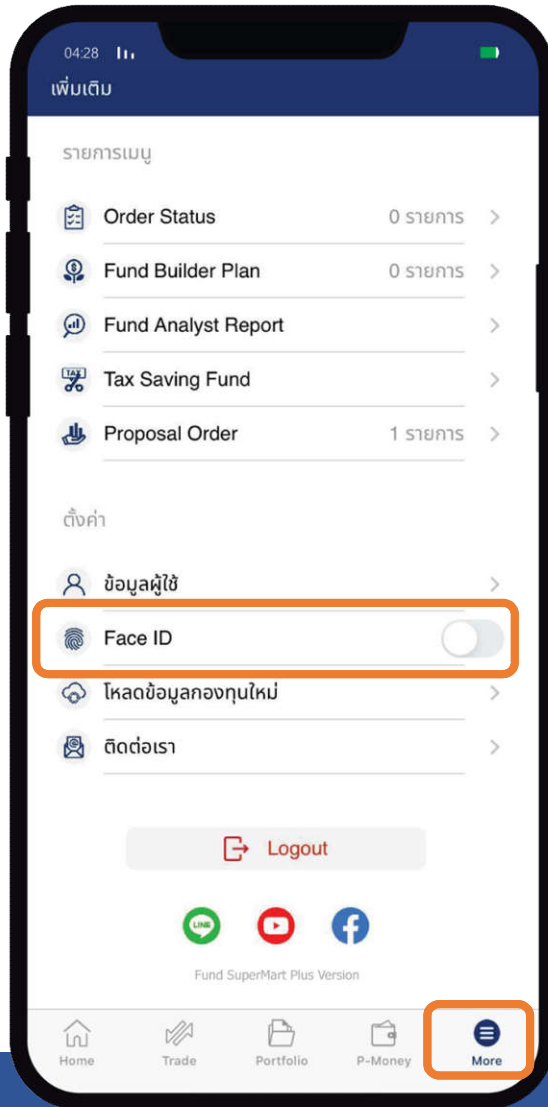 04:28
เพิ่มเติม
รายการเมนู
Order Status 0 รายการ
Fund Builder Plan 0 รายการ
Fund Analyst Report
TAX Tax Saving Fund
Proposal Order 1 รายการ
ตั้งค่า
ข้อมูลผู้ใช้
Face ID
โหลดข้อมูลกองทุนใหม่
ติดต่อเรา
Logout
LINE
Fund SuperMart Plus Version
Home Trade Portfolio P-Money More